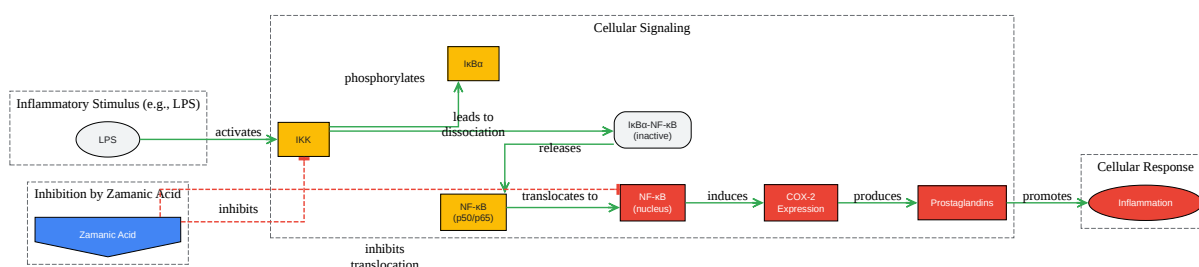 Cellular Signaling
IκBα
phosphorylates
Inflammatory Stimulus (e.g., LPS)
LPS
activates
IKK
leads to
dissociation
IκBα-NF-κB
(inactive)
releases
Inhibition by Zamanic Acid
Zamanic Acid
inhibits
NF-κB
(p50/p65)
translocates to
NF-κB
(nucleus)
induces
COX-2
Expression
produces
Prostaglandins
promotes
Cellular Response
Inflammation
inhibits
translocation